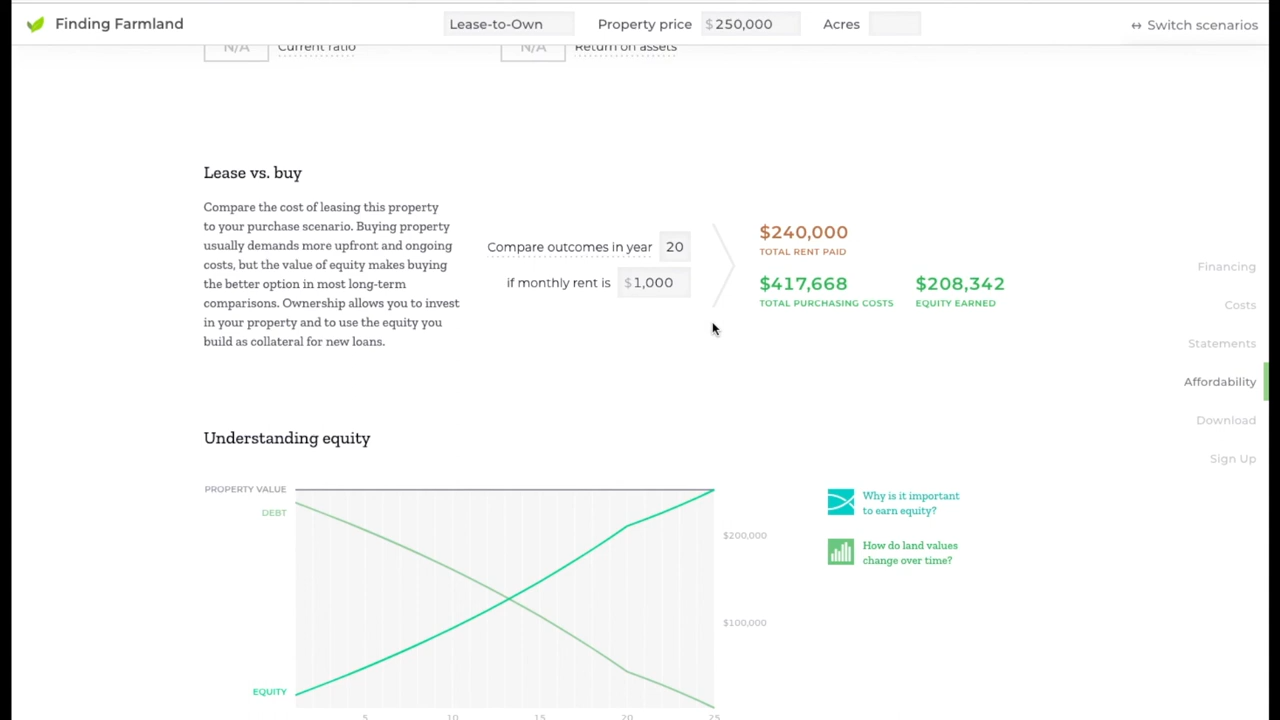 Finding Farmland
Lease-to-Own
Property price $ 250,000
Acres
↔ Switch scenarios
N/A Current ratio
N/A Return on assets
Lease vs. buy
Compare the cost of leasing this property
to your purchase scenario. Buying property
usually demands more upfront and ongoing
costs, but the value of equity makes buying
the better option in most long-term
comparisons. Ownership allows you to invest
in your property and to use the equity you
build as collateral for new loans.
Compare outcomes in year 20
if monthly rent is $ 1,000
$240,000
TOTAL RENT PAID
$417,668
TOTAL PURCHASING COSTS
$208,342
EQUITY EARNED
Financing
Costs
Statements
Affordability
Download
Sign Up
Understanding equity
PROPERTY VALUE
DEBT
EQUITY
$200,000
$100,000
5 10 15 20 25
Why is it important
to earn equity?
How do land values
change over time?